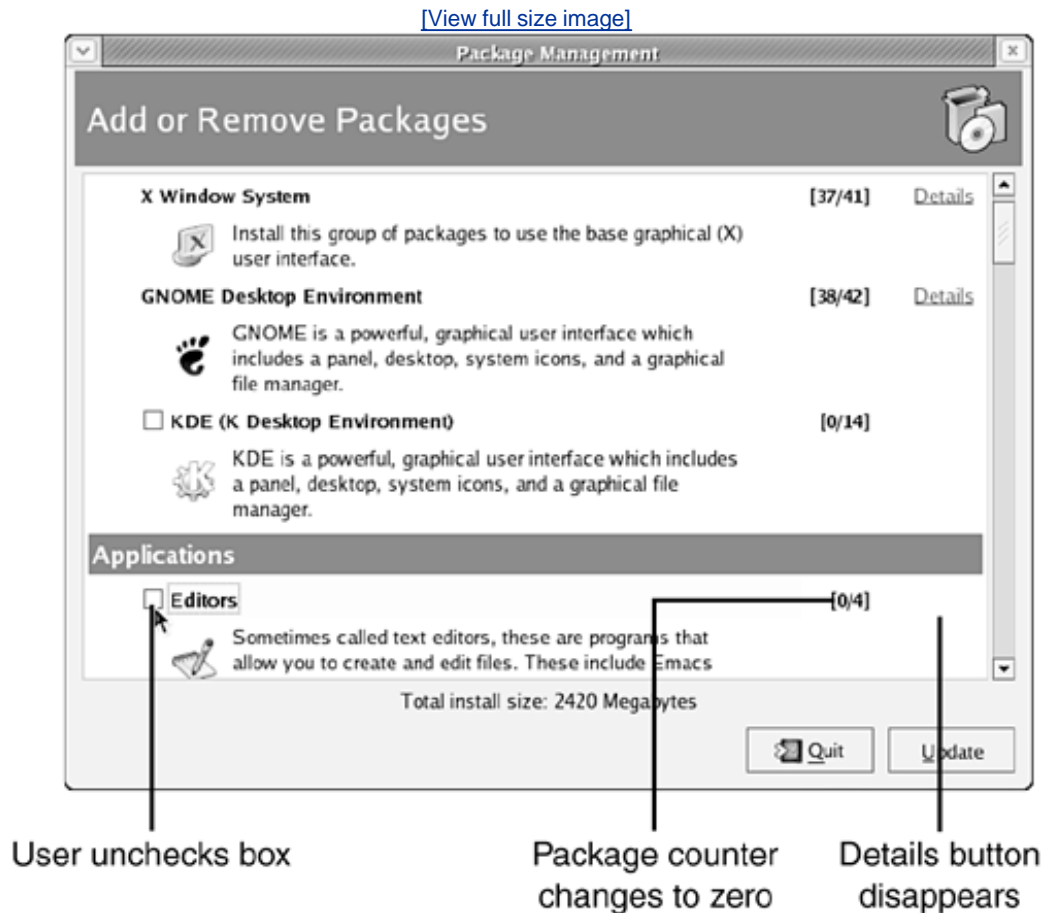 [View full size image]
Package Management
Add or Remove Packages
X Window System [37/41] Details
Install this group of packages to use the base graphical (X)
user interface.
GNOME Desktop Environment [38/42] Details
GNOME is a powerful, graphical user interface which
includes a panel, desktop, system icons, and a graphical
file manager.
KDE (K Desktop Environment) [0/14]
KDE is a powerful, graphical user interface which includes
a panel, desktop, system icons, and a graphical file
manager.
Applications
Editors [0/4]
Sometimes called text editors, these are programs that
allow you to create and edit files. These include Emacs
Total install size: 2420 Megabytes
Quit Update
User unchecks box
Package counter
changes to zero
Details button
disappears